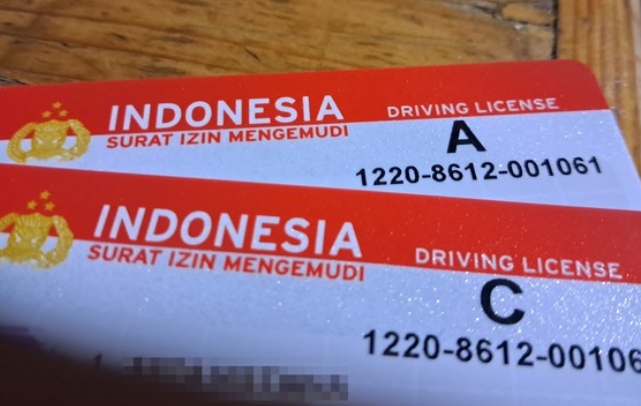 INDONESIA
SURAT IZIN MENGEMUDI
DRIVING LICENSE
A
1220-8612-001061
INDONESIA
SURAT IZIN MENGEMUDI
DRIVING LICENSE
C
1220-8612-00106